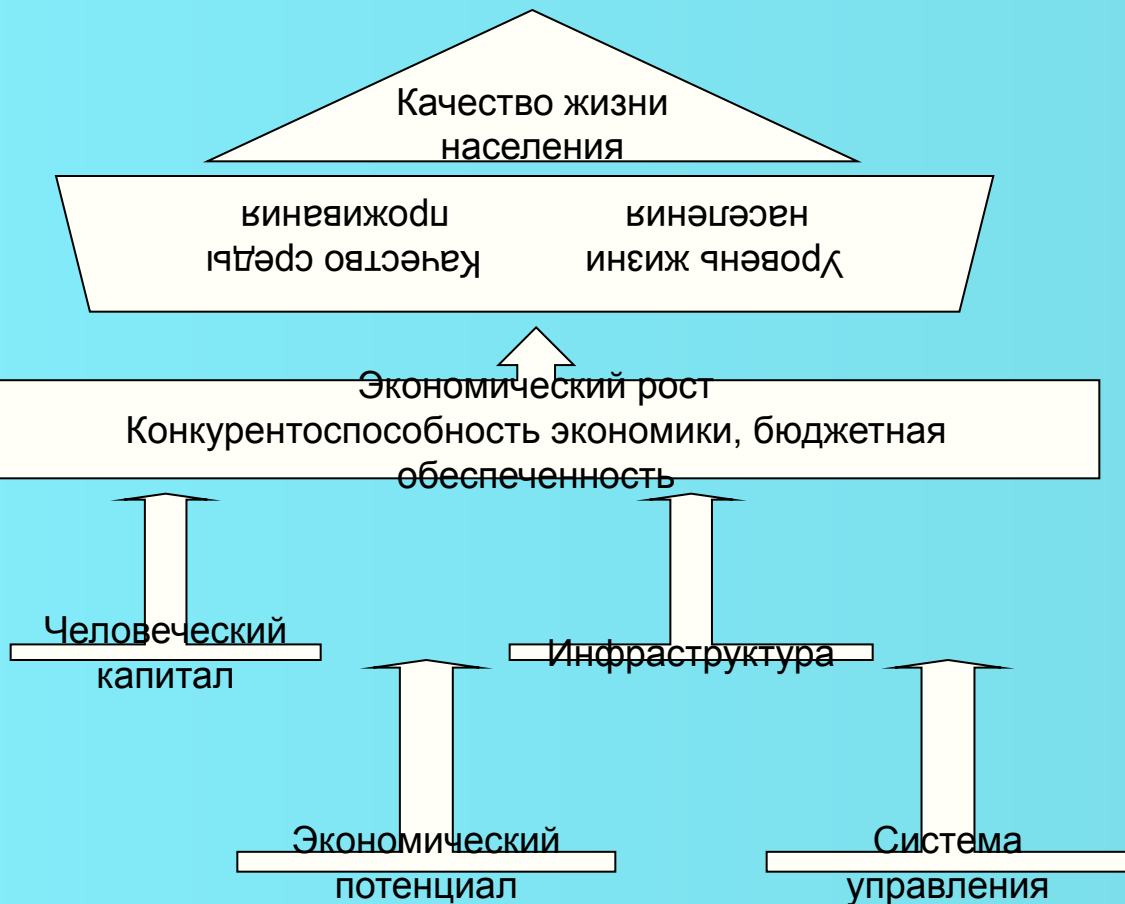 Качество жизни
населения
Уровень жизни
населения
Качество среды
проживания
Экономический рост
Конкурентоспособность экономики, бюджетная
обеспеченность
Человеческий
капитал
Инфраструктура
Экономический
потенциал
Система
управления